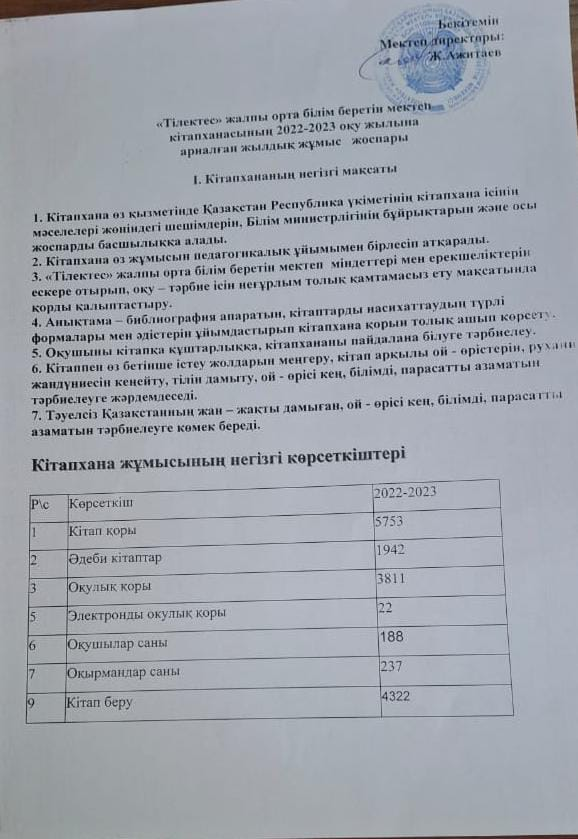 Бекітемін
Мектеп директоры:
Ж.Ажитаев
«Тілектес» жалпы орта білім беретін мектеп
кітапханасының 2022-2023 оқу жылына
арналған жылдық жұмыс жоспары
I. Кітапхананың негізгі мақсаты
1. Кітапхана өз қызметінде Қазақстан Республика үкіметінің кітапхана ісінің
мәселелері жөніндегі шешімдерін, Білім министрлігінің бұйрықтарын және осы
жоспарды басшылыққа алады.
2. Кітапхана өз жұмысын педагогикалық ұйымымен бірлесіп атқарады.
3. «Тілектес» жалпы орта білім беретін мектеп міндеттері мен ерекшеліктерін
ескере отырып, оқу – тәрбие ісін неғұрлым толық қамтамасыз ету мақсатында
қорды қалыптастыру.
4. Анықтама – библиография апаратын, кітаптарды насихаттаудың түрлі
формалары мен әдістерін ұйымдастырып кітапхана қорын толық ашып көрсету.
5. Оқушыны кітапқа құштарлыққа, кітапхананы пайдалана білуге тәрбиелеу.
6. Кітаппен өз бетінше істеу жолдарын меңгеру, кітап арқылы ой - өрістерін, рухани
жандүниесін кеңейту, тілін дамыту, ой - өрісі кең, білімді, парасатты азаматын
тәрбиелеуге жәрдемдеседі.
7. Тәуелсіз Қазақстанның жан – жақты дамыған, ой - өрісі кең, білімді, парасатты
азаматын тәрбиелеуге көмек береді.
Кітапхана жұмысының негізгі көрсеткіштері
Р\с Көрсеткіш 2022-2023
1 Кітап қоры 5753
2 Әдеби кітаптар 1942
3 Оқулық қоры 3811
5 Электронды оқулық қоры 22
6 Оқушылар саны 188
7 Оқырмандар саны 237
9 Кітап беру 4322